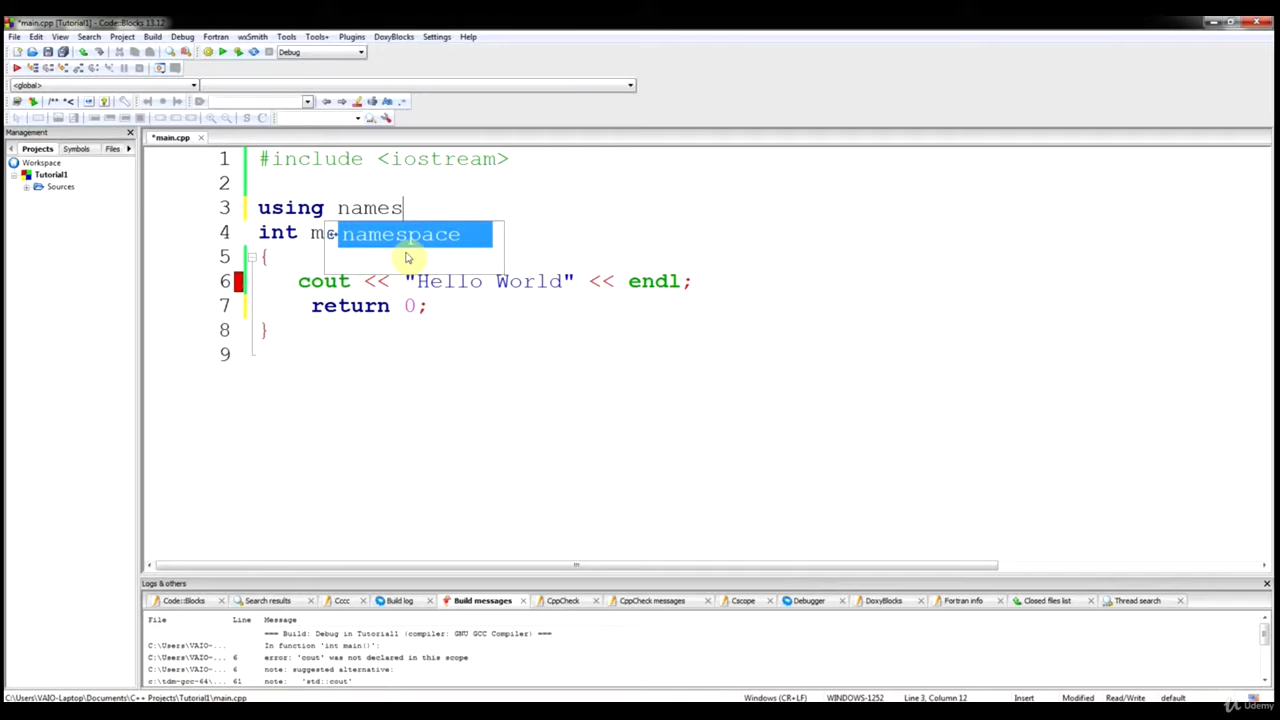 *main.cpp [Tutorial1] - Code::Blocks 13.12
File Edit View Search Project Build Debug Fortran wxSmith Tools Tools+ Plugins DoxyBlocks Settings Help
Debug
<global>
/** *<
S C
Management
*main.cpp
Projects Symbols Files
Workspace
Tutorial1
Sources
1 #include <iostream>
2
3 using names
4 int m
namespace
5 {
6 cout << "Hello World" << endl;
7 return 0;
8 }
9
Logs & others
Code::Blocks Search results Cccc Build log Build messages CppCheck CppCheck messages Cscope Debugger DoxyBlocks Fortran info Closed files list Thread search
File Line Message
=== Build: Debug in Tutorial1 (compiler: GNU GCC Compiler) ===
C:\Users\VAIO-... In function 'int main()':
C:\Users\VAIO-... 6 error: 'cout' was not declared in this scope
C:\Users\VAIO-... 6 note: suggested alternative:
c:\tdm-gcc-64\... 61 note: 'std::cout'
C:\Users\VAIO-Laptop\Documents\C++ Projects\Tutorial1\main.cpp Windows (CR+LF) WINDOWS-1252 Line 3, Column 12 Insert Modified Read/Write default
Udemy